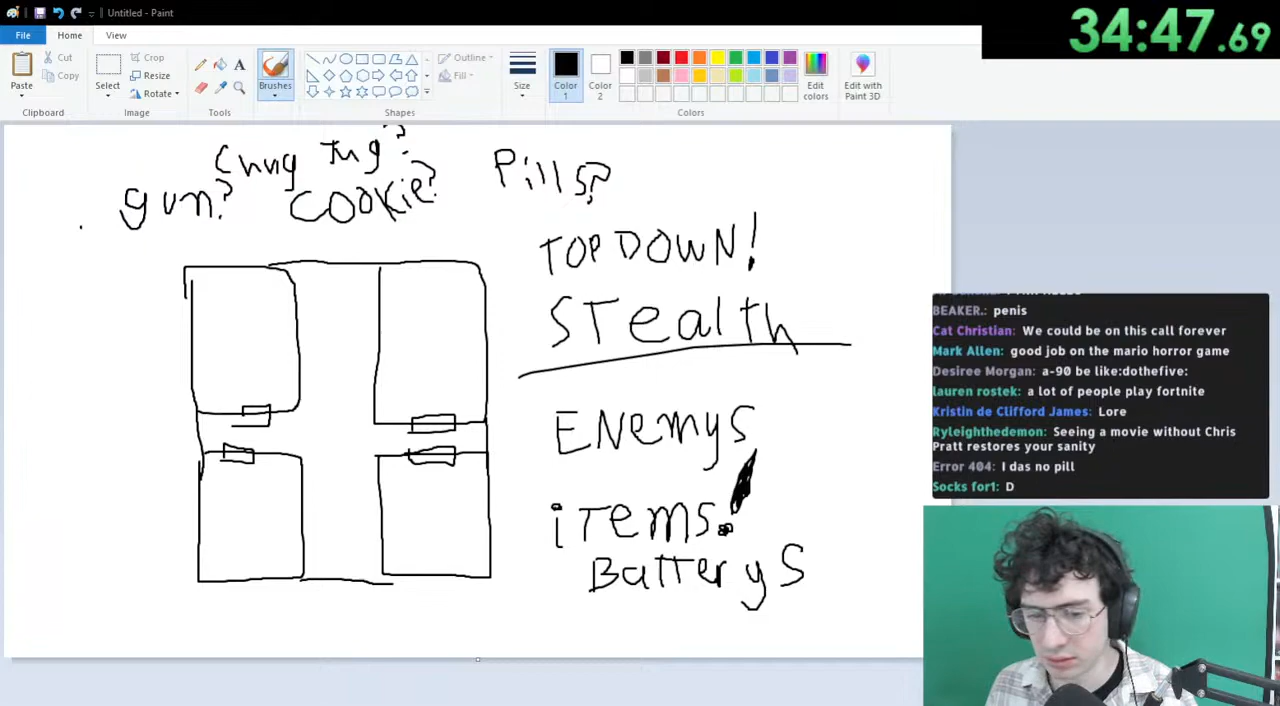 Untitled - Paint
34:47.69
File
Home
View
Paste
Cut
Copy
Clipboard
Select
Crop
Resize
Rotate
Image
A
Tools
Brushes
Shapes
Outline
Fill
Size
Color 1
Color 2
Colors
Edit colors
Edit with Paint 3D
Chug Jug?
gun?
COOKIE?
Pills?
TOP DOWN!
STealth
ENemyS
iTems!
BaTTeryS
BEAKER.: penis
Cat Christian: We could be on this call forever
Mark Allen: good job on the mario horror game
Desiree Morgan: a-90 be like:dothefive:
lauren rostek: a lot of people play fortnite
Kristin de Clifford James: Lore
Ryleighthedemon: Seeing a movie without Chris
Pratt restores your sanity
Error 404: I das no pill
Socks for1: D